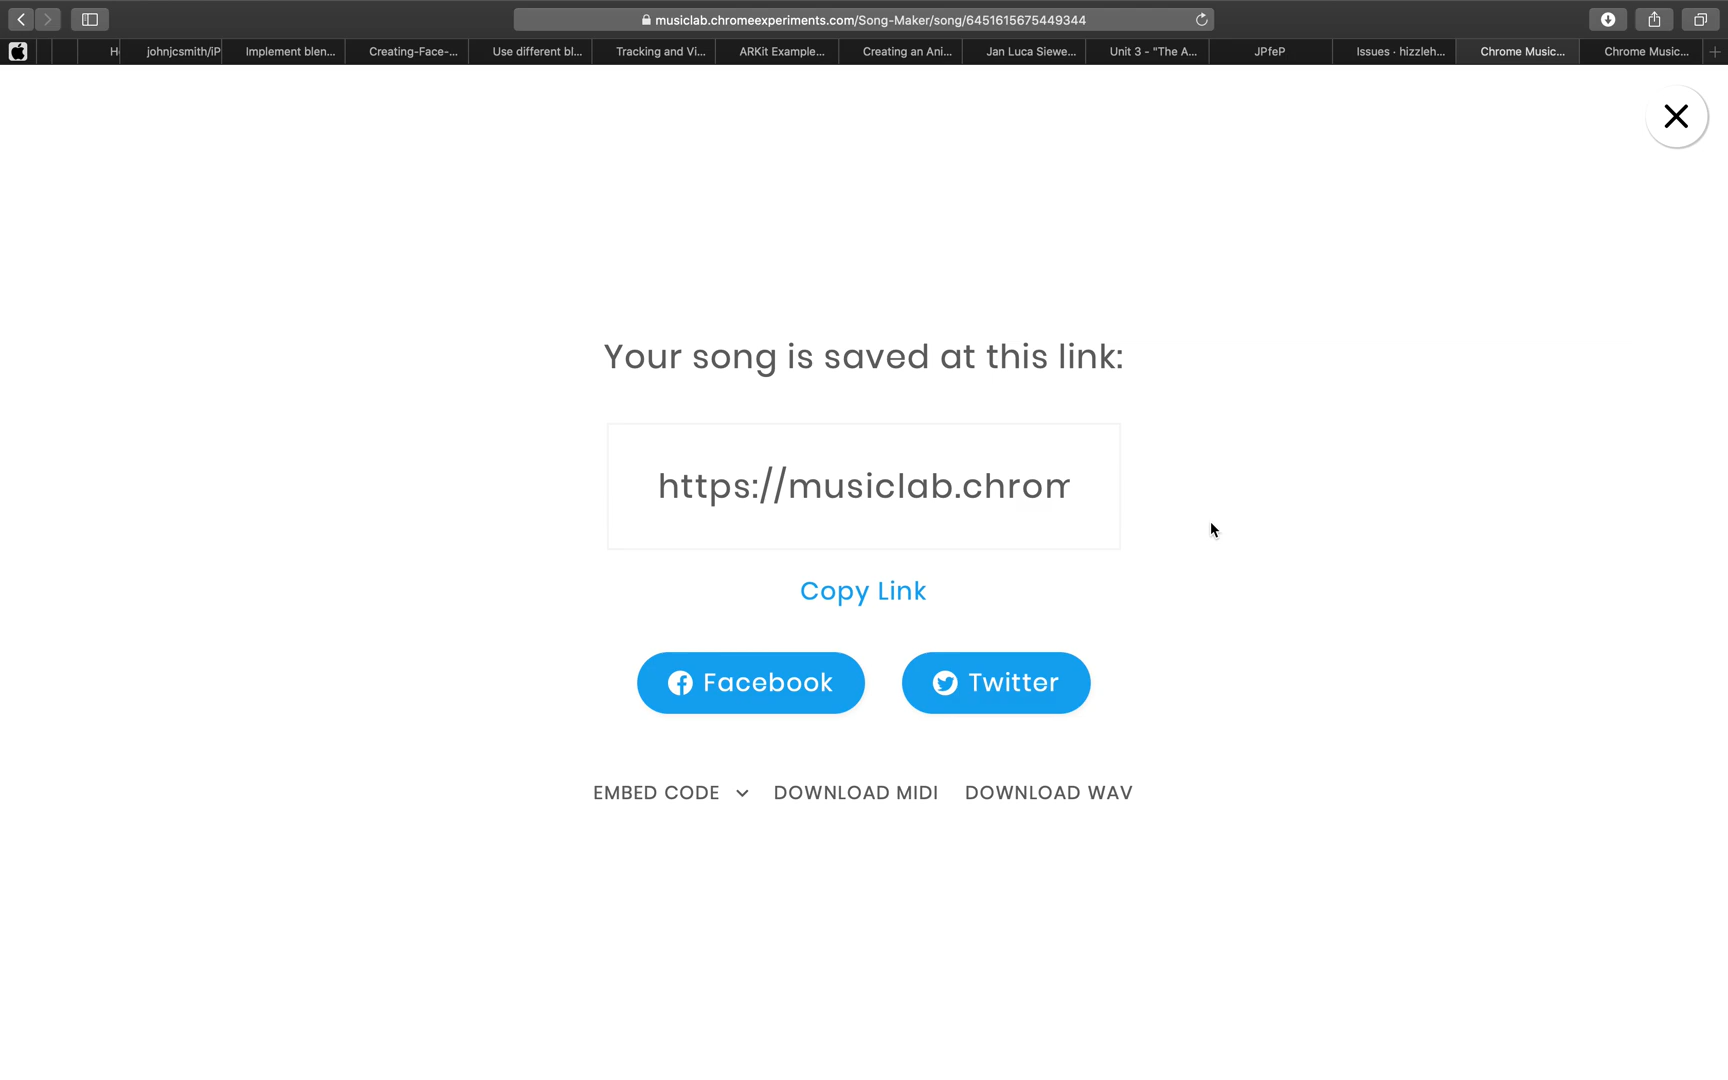 musiclab.chromeexperiments.com/Song-Maker/song/6451615675449344
johnjcsmith/iP
Implement blen...
Creating-Face-...
Use different bl...
Tracking and Vi...
ARKit Example...
Creating an Ani...
Jan Luca Siewe...
Unit 3 - "The A...
JPfeP
Issues · hizzleh...
Chrome Music...
Chrome Music...
Your song is saved at this link:
https://musiclab.chrom
Copy Link
Facebook
Twitter
EMBED CODE
DOWNLOAD MIDI
DOWNLOAD WAV